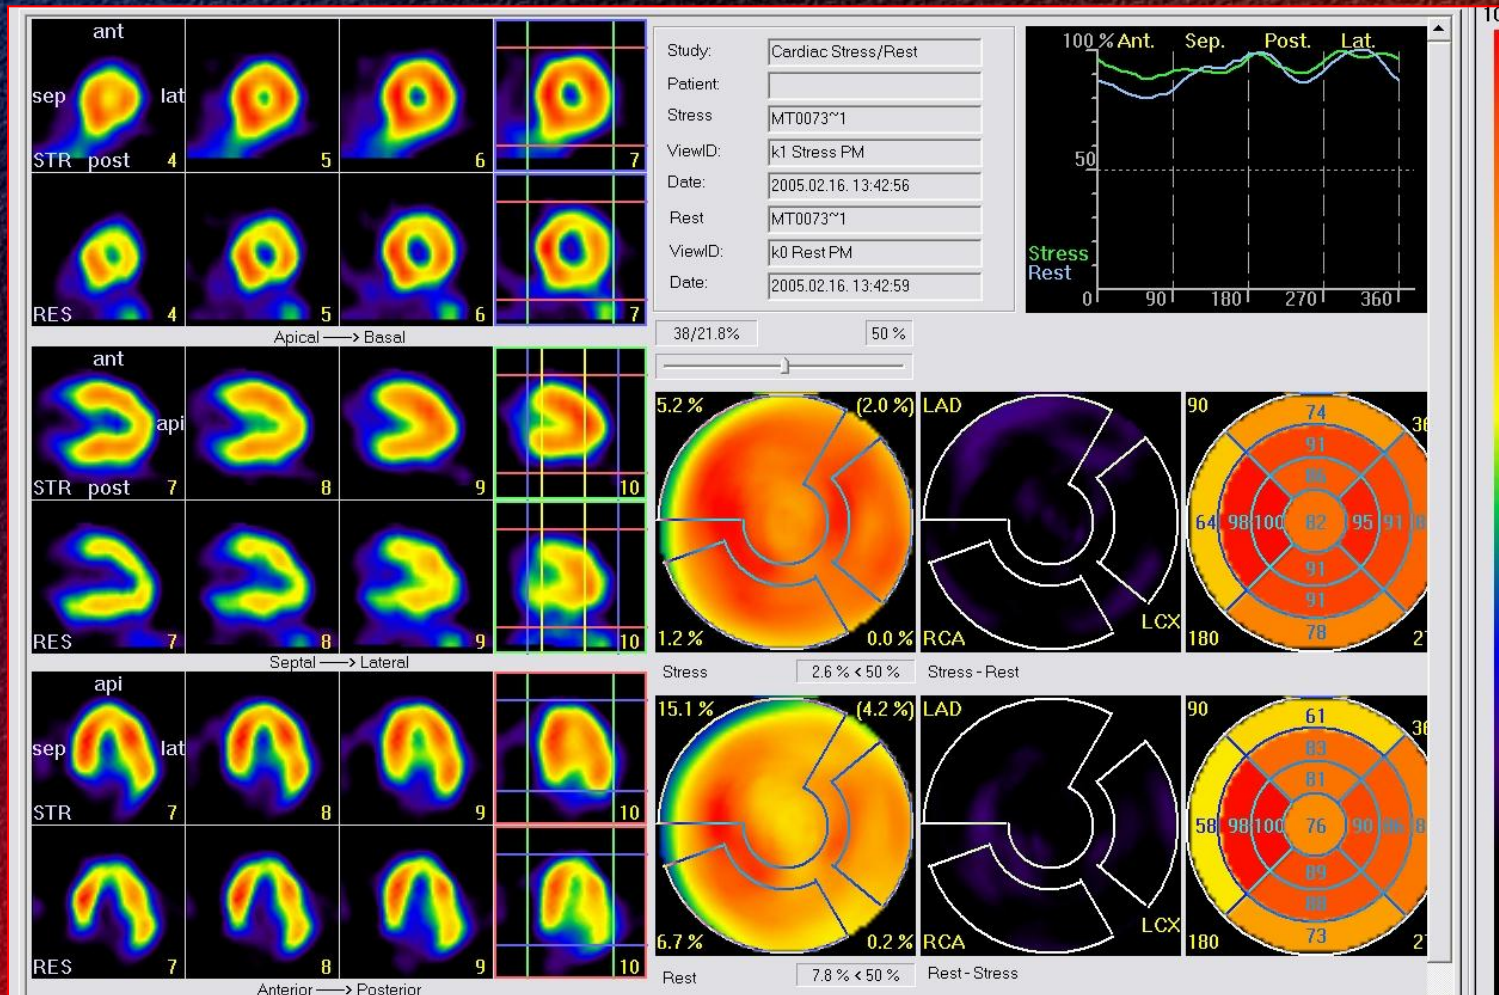 ant
sep
lat
STR post 4
5
6
7
RES 4
5
6
7
Apical ----> Basal
ant
api
STR post 7
8
9
10
RES 7
8
9
10
Septal ----> Lateral
api
sep
lat
STR 7
8
9
10
RES 7
8
9
10
Anterior ----> Posterior
Study: Cardiac Stress/Rest
Patient:
Stress MT0073~1
ViewID: k1 Stress PM
Date: 2005.02.16. 13:42:56
Rest MT0073~1
ViewID: k0 Rest PM
Date: 2005.02.16. 13:42:59
38/21.8% 50 %
100 % Ant. Sep. Post. Lat.
50
Stress
Rest
0 90 180 270 360
5.2 % (2.0 %)
1.2 % 0.0 %
Stress 2.6 % < 50 %
LAD
RCA
LCX
Stress - Rest
90
74
91
86
64 98 100 82 95 91
91
91
78
180
15.1 % (4.2 %)
6.7 % 0.2 %
Rest 7.8 % < 50 %
LAD
RCA
LCX
Rest - Stress
90
61
83
81
58 98 100 76 90 86
89
88
73
180